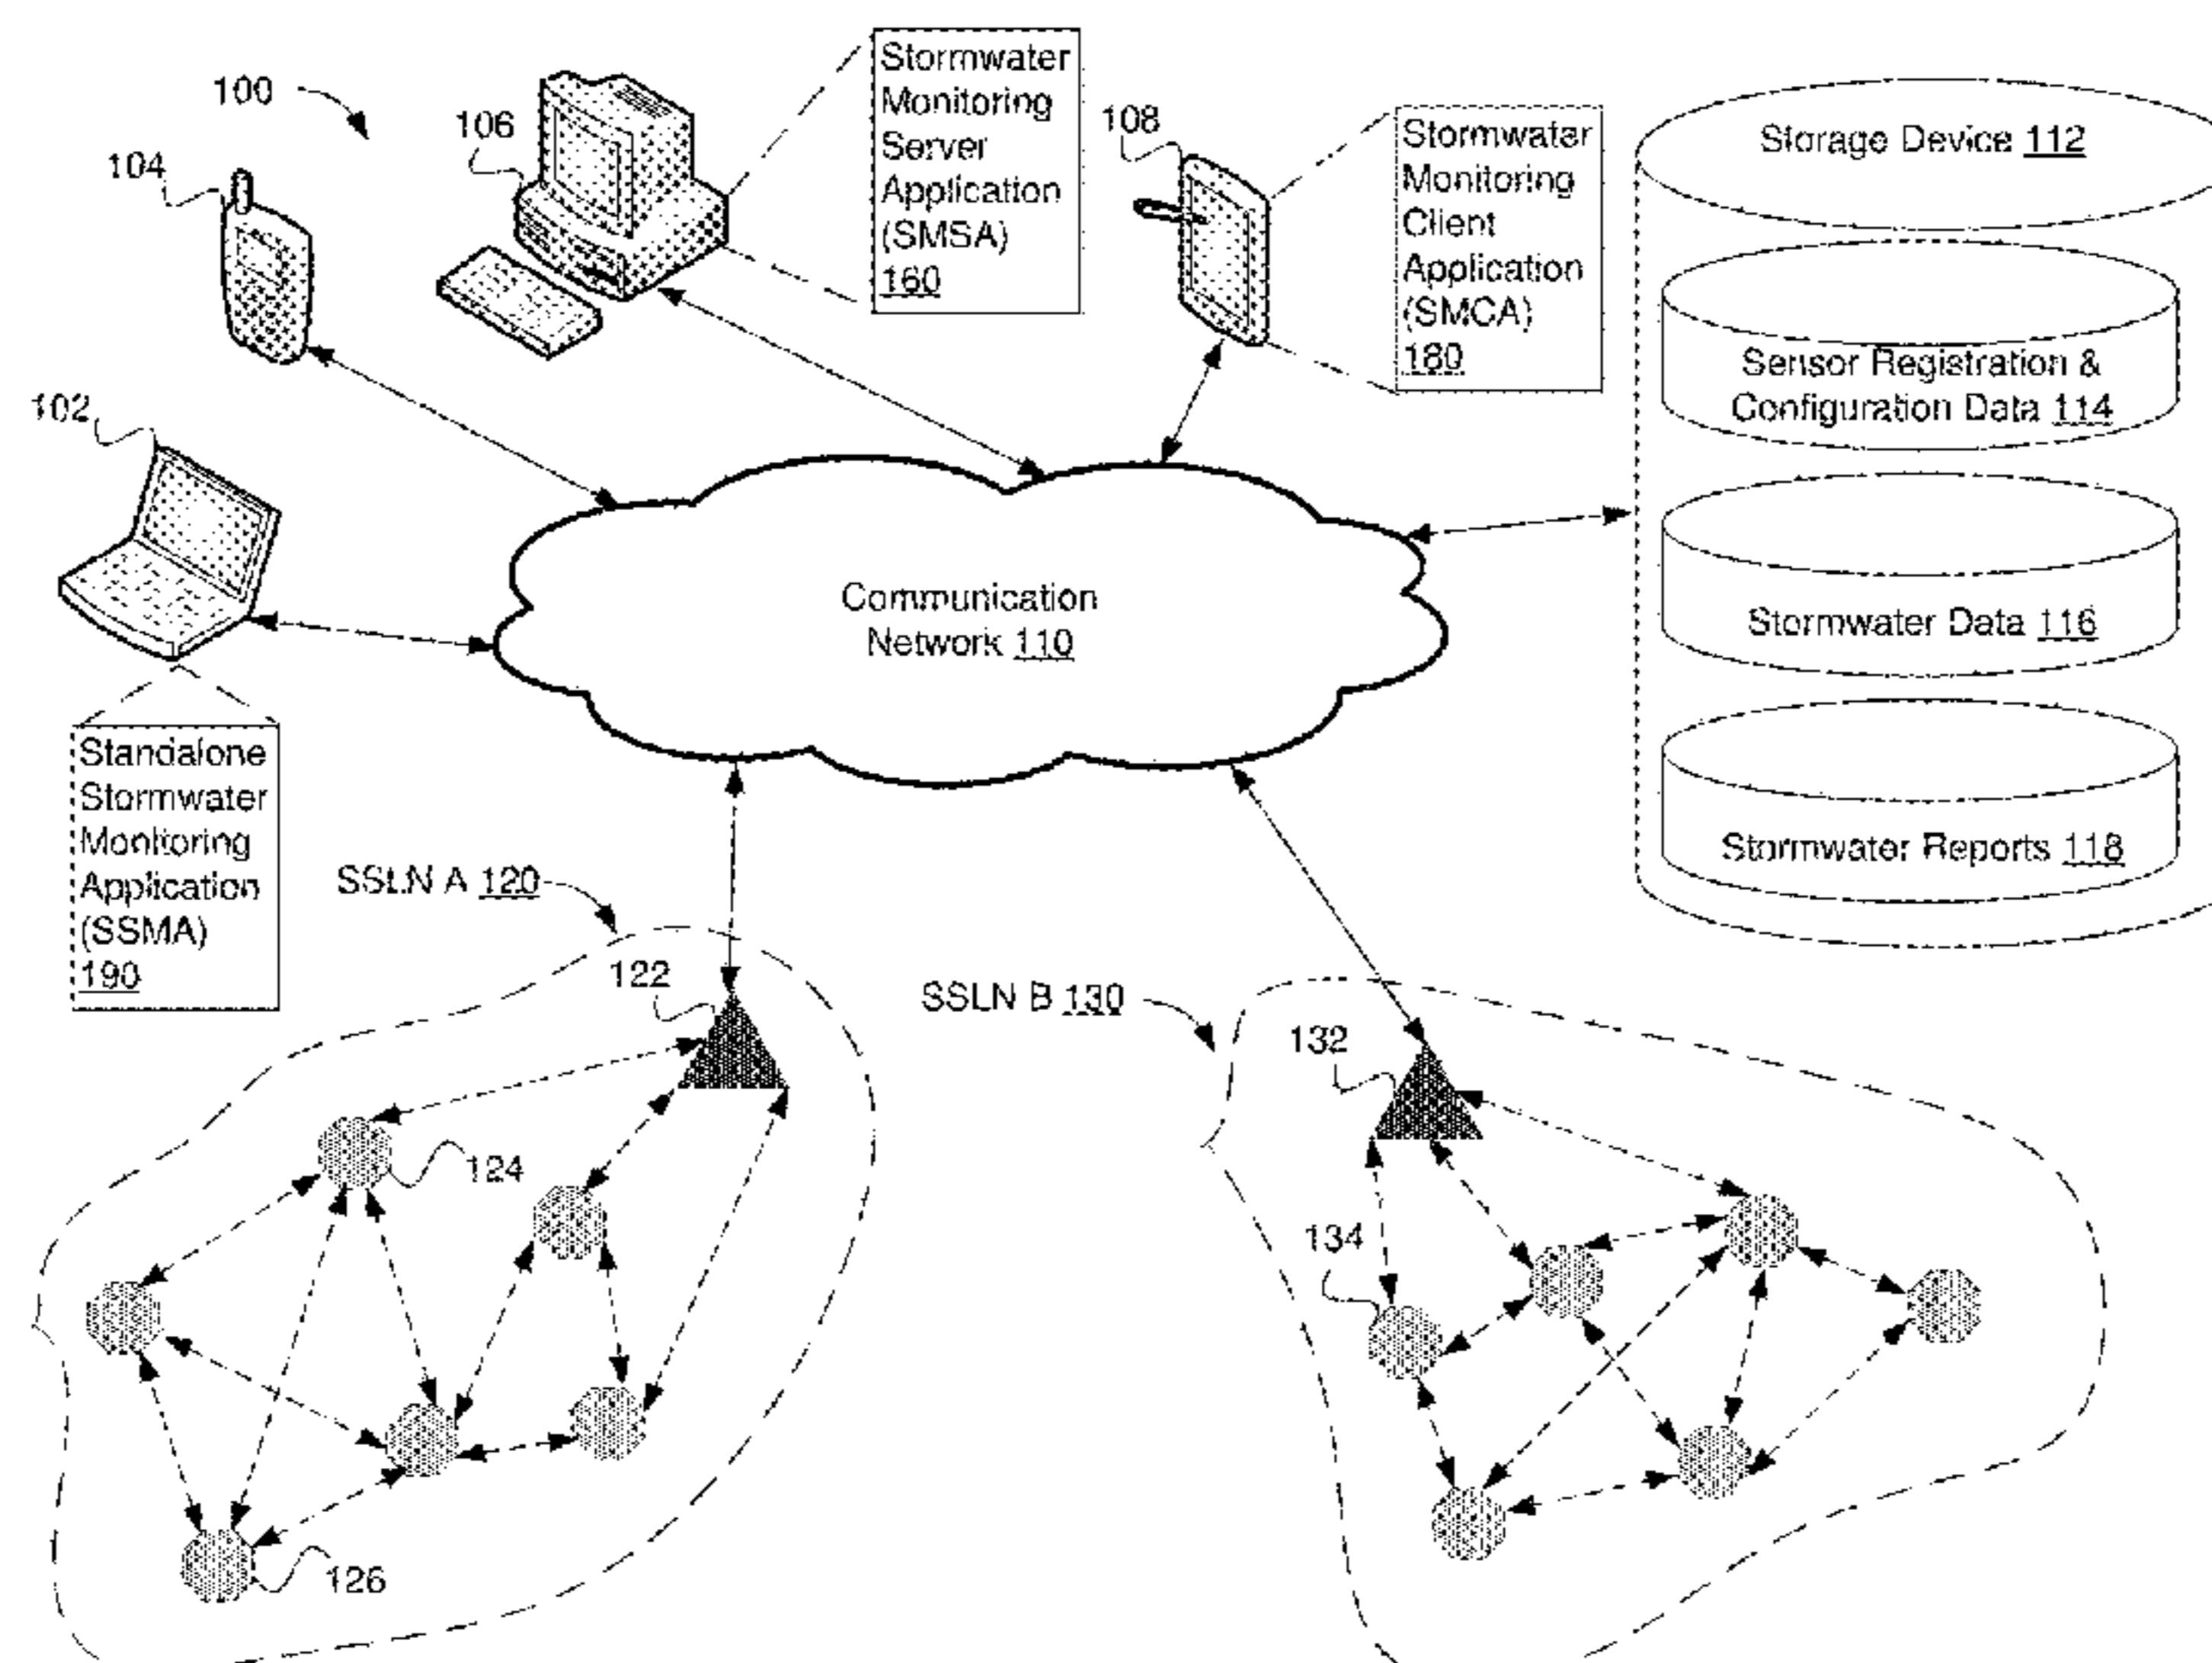 100
104
106
Stormwater
Monitoring
Server
Application
(SMSA)
160
108
Stormwater
Monitoring
Client
Application
(SMCA)
180
Storage Device 112
Sensor Registration &
Configuration Data 114
Stormwater Data 116
Stormwater Reports 118
102
Communication
Network 110
Standalone
Stormwater
Monitoring
Application
(SSMA)
190
SSLN A 120
122
124
126
SSLN B 130
132
134